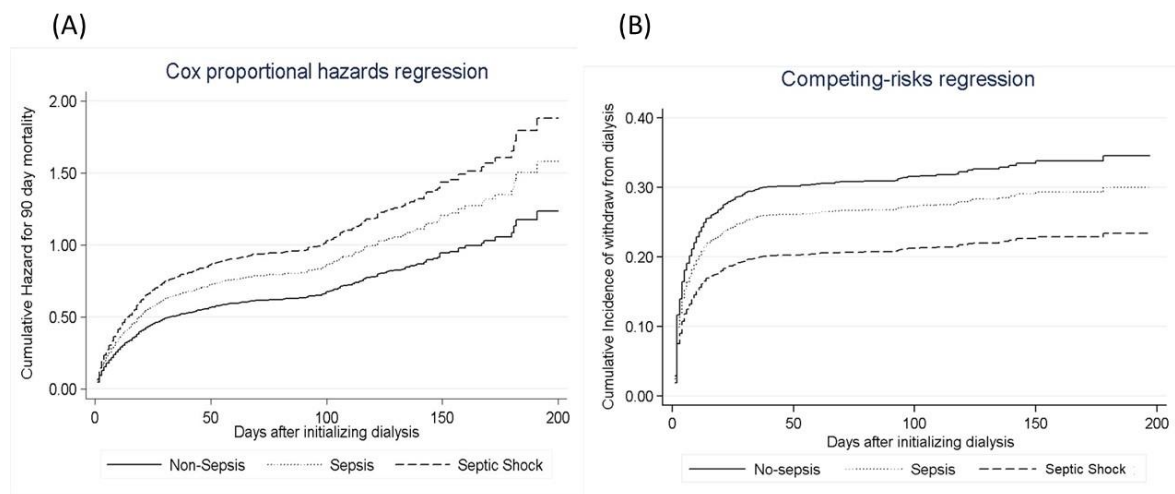 (A)
Cox proportional hazards regression
Cumulative Hazard for 90 day mortality
2.00
1.50
1.00
0.50
0.00
0
50
100
150
200
Days after initializing dialysis
Non-Sepsis
Sepsis
Septic Shock
(B)
Competing-risks regression
Cumulative Incidence of withdraw from dialysis
0.40
0.30
0.20
0.10
0.00
0
50
100
150
200
Days after initializing dialysis
No-sepsis
Sepsis
Septic Shock